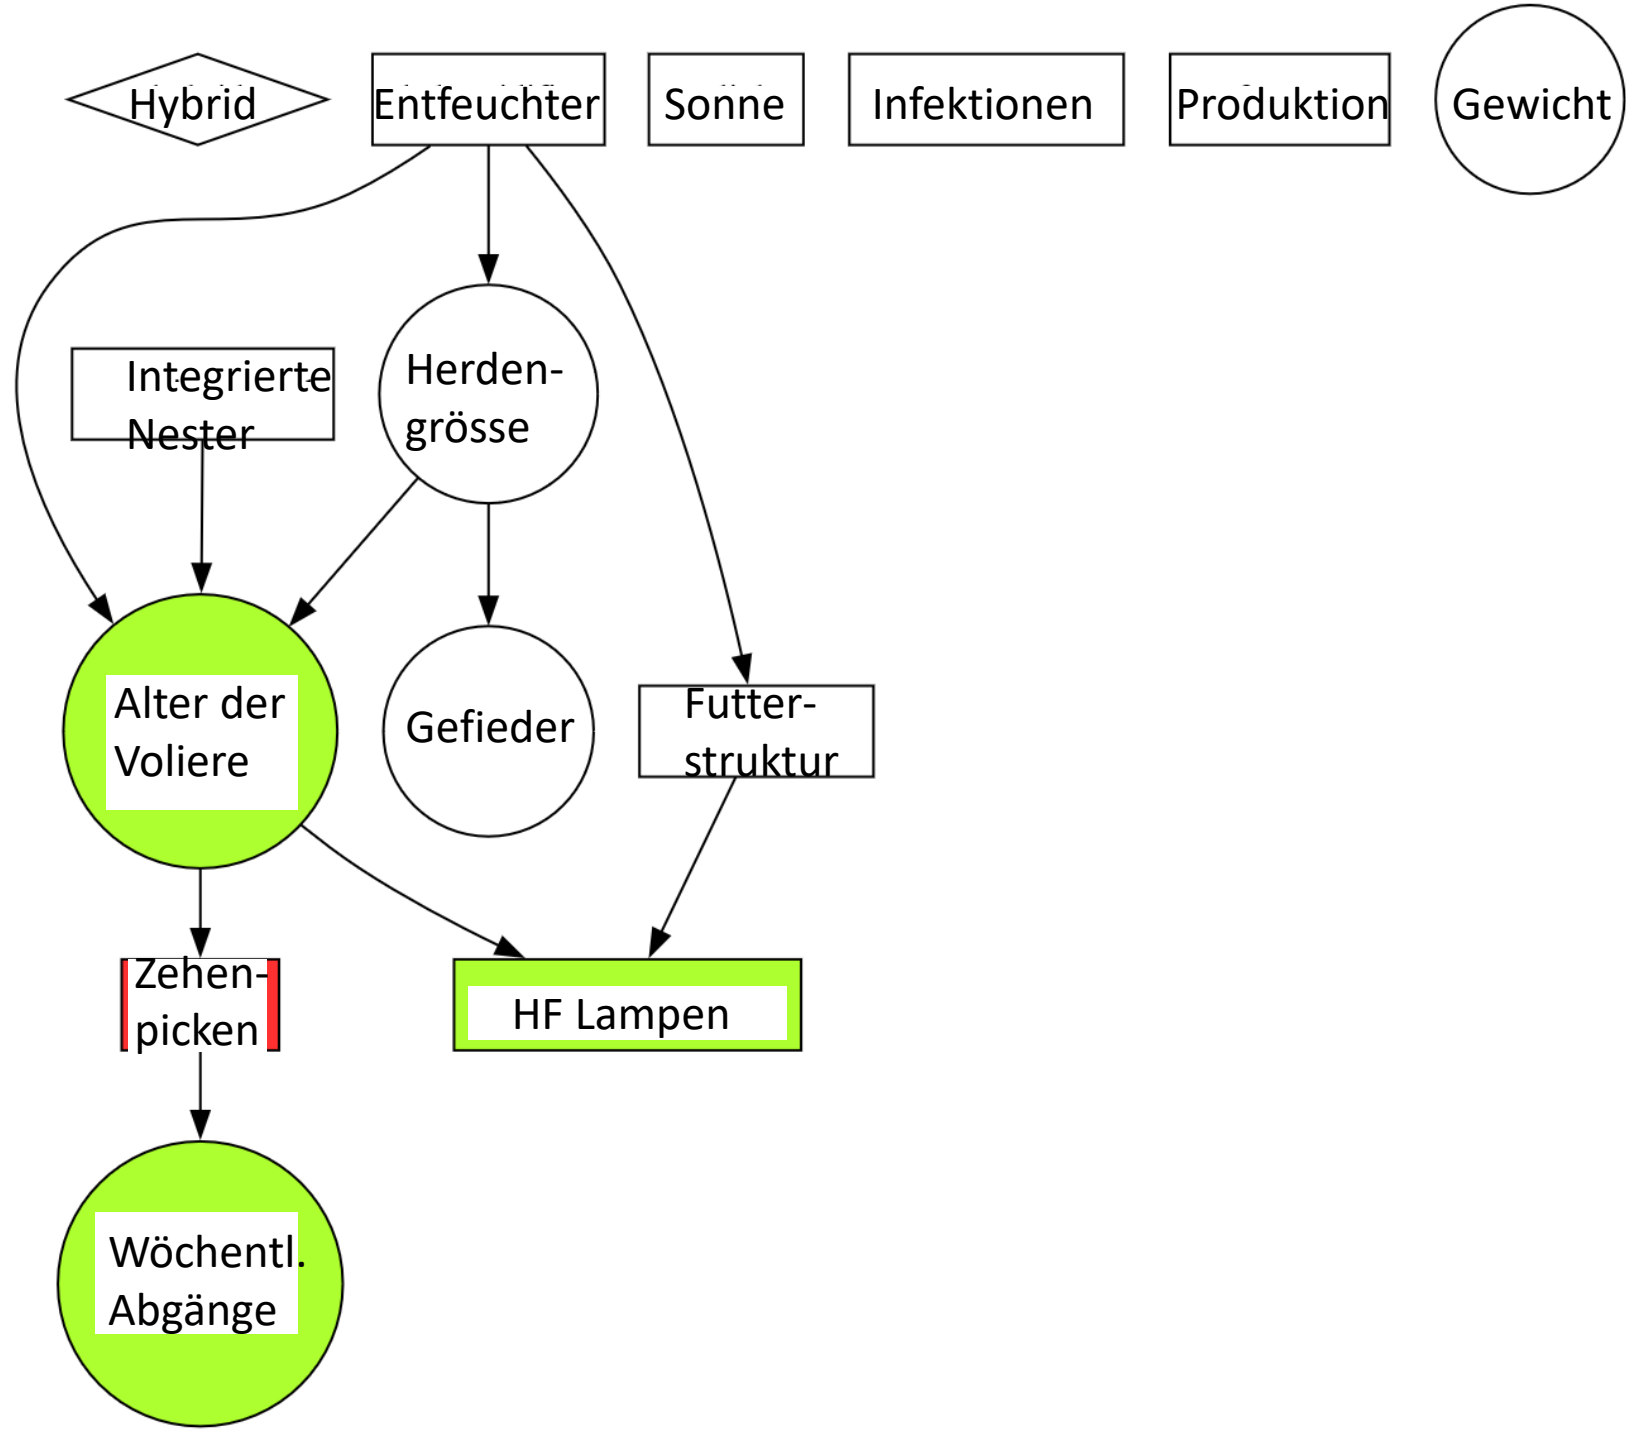 Hybrid
Entfeuchter
Sonne
Infektionen
Produktion
Gewicht
Integrierte
Nester
Herden-
grösse
Alter der
Voliere
Gefieder
Futter-
struktur
Zehen-
picken
HF Lampen
Wöchentl.
Abgänge